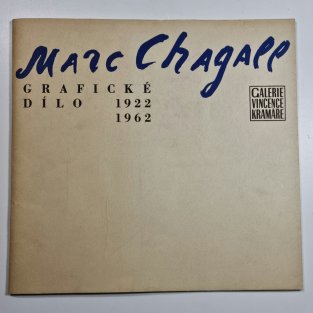 Marc Chagall
GRAFICKÉ
DÍLO 1922
1962
GALERIE
VINCENCE
KRAMÁŘE